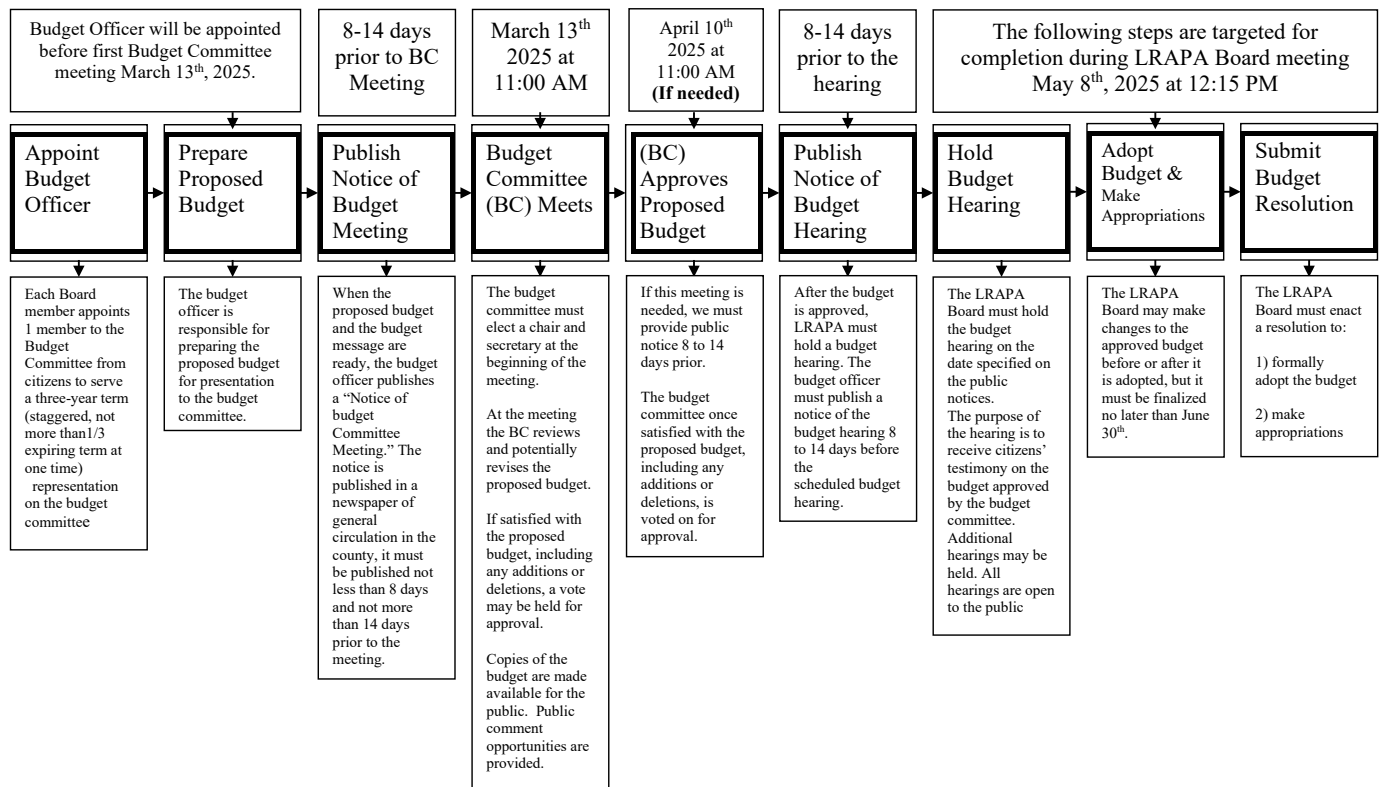 Budget Officer will be appointed
before first Budget Committee
meeting March 13th, 2025.
8-14 days
prior to BC
Meeting
March 13th
2025 at
11:00 AM
April 10th
2025 at
11:00 AM
(If needed)
8-14 days
prior to the
hearing
The following steps are targeted for
completion during LRAPA Board meeting
May 8th, 2025 at 12:15 PM
Appoint
Budget
Officer
Prepare
Proposed
Budget
Publish
Notice of
Budget
Meeting
Budget
Committee
(BC) Meets
(BC)
Approves
Proposed
Budget
Publish
Notice of
Budget
Hearing
Hold
Budget
Hearing
Adopt
Budget &
Make
Appropriations
Submit
Budget
Resolution
Each Board
member appoints
1 member to the
Budget
Committee from
citizens to serve
a three-year term
(staggered, not
more than1/3
expiring term at
one time)
representation
on the budget
committee
The budget
officer is
responsible for
preparing the
proposed budget
for presentation
to the budget
committee.
When the
proposed budget
and the budget
message are
ready, the budget
officer publishes
a “Notice of
budget
Committee
Meeting.” The
notice is
published in a
newspaper of
general
circulation in the
county, it must
be published not
less than 8 days
and not more
than 14 days
prior to the
meeting.
The budget
committee must
elect a chair and
secretary at the
beginning of the
meeting.
At the meeting
the BC reviews
and potentially
revises the
proposed budget.
If satisfied with
the proposed
budget, including
any additions or
deletions, a vote
may be held for
approval.
Copies of the
budget are made
available for the
public. Public
comment
opportunities are
provided.
If this meeting is
needed, we must
provide public
notice 8 to 14
days prior.
The budget
committee once
satisfied with the
proposed budget,
including any
additions or
deletions, is
voted on for
approval.
After the budget
is approved,
LRAPA must
hold a budget
hearing. The
budget officer
must publish a
notice of the
budget hearing 8
to 14 days before
the
scheduled budget
hearing.
The LRAPA
Board must hold
the budget
hearing on the
date specified on
the public
notices.
The purpose of
the hearing is to
receive citizens’
testimony on the
budget approved
by the budget
committee.
Additional
hearings may be
held. All
hearings are open
to the public
The LRAPA
Board may make
changes to the
approved budget
before or after it
is adopted, but it
must be finalized
no later than June
30th.
The LRAPA
Board must enact
a resolution to:
1) formally
adopt the budget
2) make
appropriations